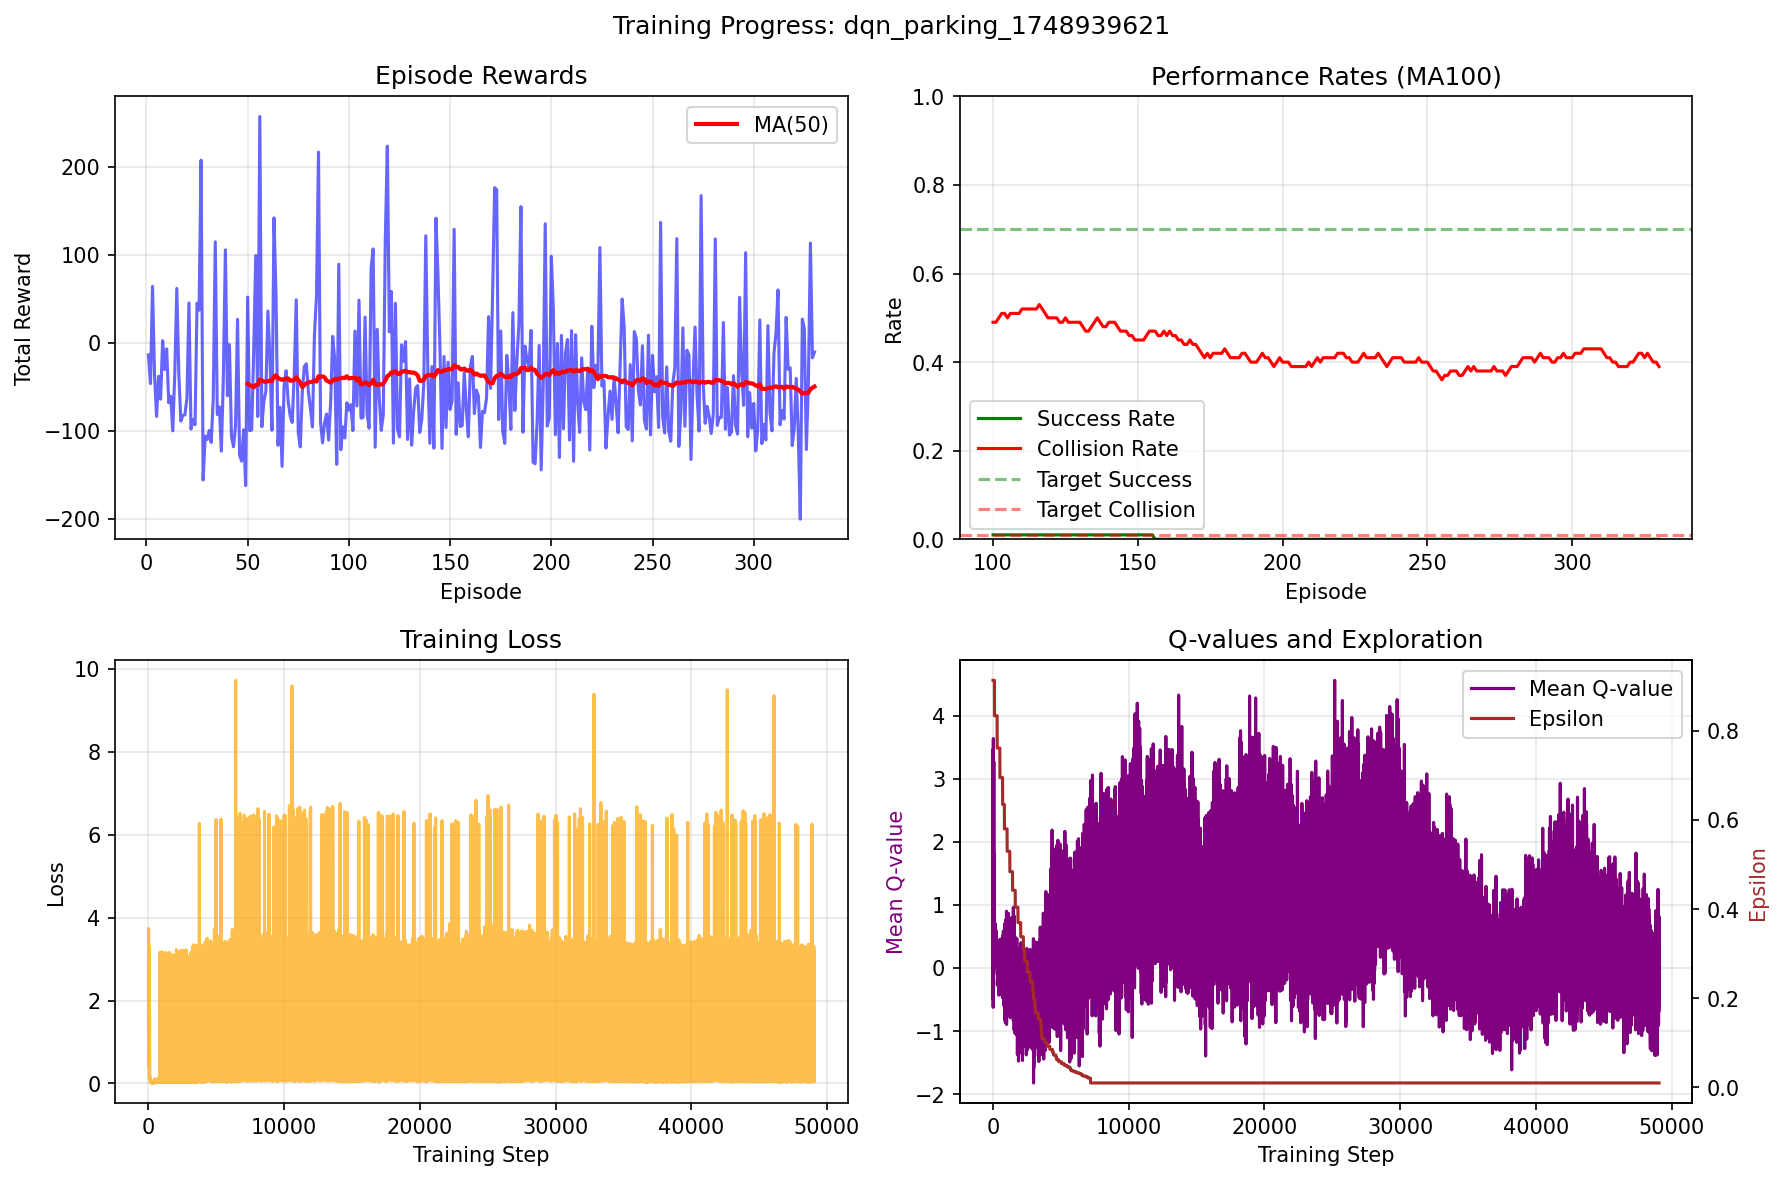 Training Progress: dqn_parking_1748939621
Episode Rewards
MA(50)
200
100
0
−100
−200
Total Reward
0 50 100 150 200 250 300
Episode
Performance Rates (MA100)
1.0
0.8
0.6
0.4
0.2
0.0
Rate
Success Rate
Collision Rate
Target Success
Target Collision
100 150 200 250 300
Episode
Training Loss
10
8
6
4
2
0
Loss
0 10000 20000 30000 40000 50000
Training Step
Q-values and Exploration
Mean Q-value
Epsilon
4
3
2
1
0
−1
−2
Mean Q-value
0.8
0.6
0.4
0.2
0.0
Epsilon
0 10000 20000 30000 40000 50000
Training Step